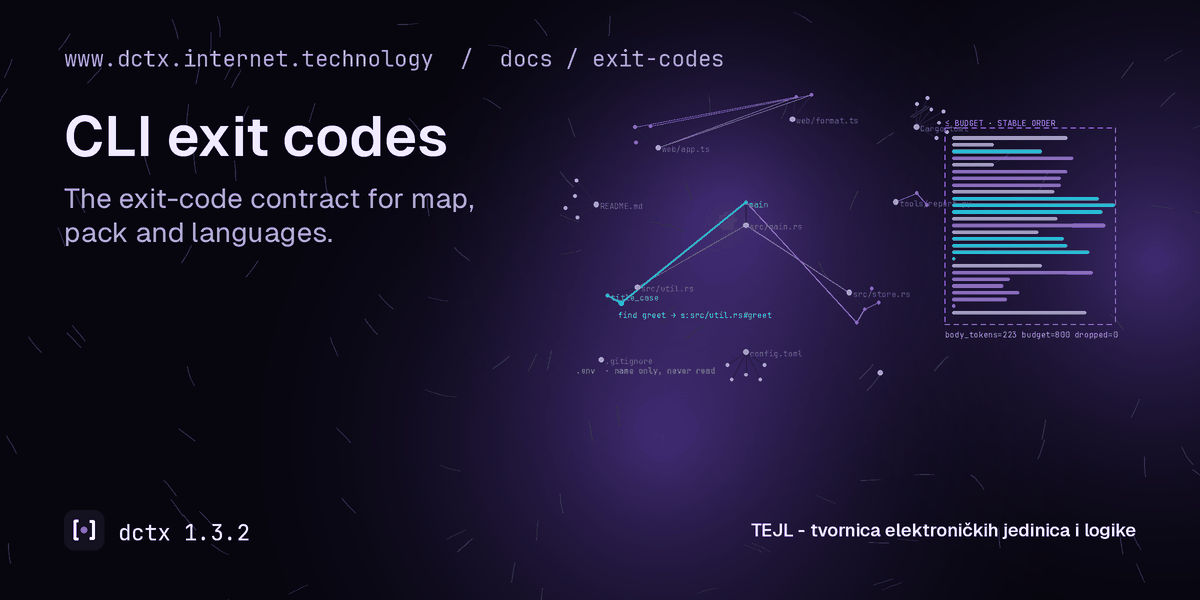 www.dctx.internet.technology / docs / exit-codes
CLI exit codes
The exit-code contract for map,
pack and languages.
web/format.ts
web/app.ts
≤ BUDGET · STABLE ORDER
README.md
main
src/main.rs
src/util.rs
title_case
find greet → s:src/util.rs#greet
src/store.rs
.gitignore
.env · name only, never read
config.toml
body_tokens=223 budget=800 dropped=0
[•] dctx 1.3.2
TEJL - tvornica elektroničkih jedinica i logike